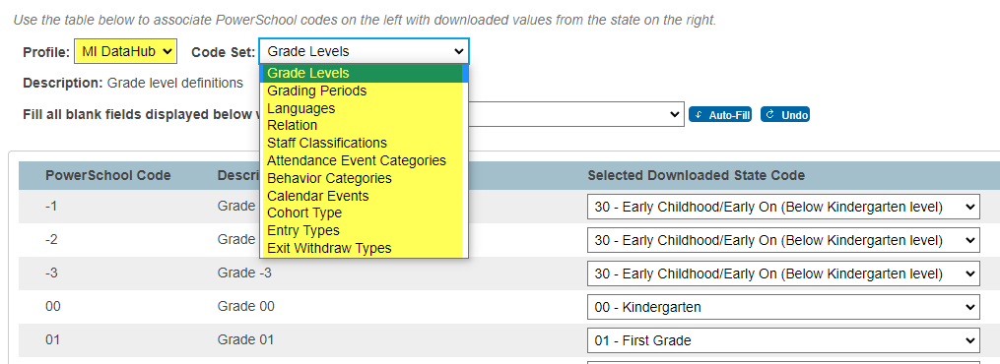 Use the table below to associate PowerSchool codes on the left with downloaded values from the state on the right.
Profile: MI DataHub Code Set: Grade Levels
Grade Levels
Grading Periods
Languages
Relation
Staff Classifications
Attendance Event Categories
Behavior Categories
Calendar Events
Cohort Type
Entry Types
Exit Withdraw Types
Description: Grade level definitions
Fill all blank fields displayed below Auto-Fill Undo
PowerSchool Code Selected Downloaded State Code
-1 Grade 30 - Early Childhood/Early On (Below Kindergarten level)
-2 Grade 30 - Early Childhood/Early On (Below Kindergarten level)
-3 Grade -3 30 - Early Childhood/Early On (Below Kindergarten level)
00 Grade 00 00 - Kindergarten
01 Grade 01 01 - First Grade